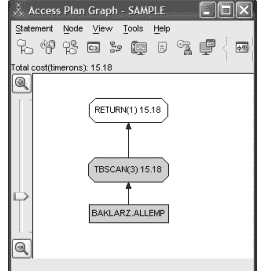 Access Plan Graph - SAMPLE
Statement Node View Tools Help
Total cost(timerons): 15.18
RETURN(1) 15.18
TBSCAN(3) 15.18
BAKLARZ.ALLEMP